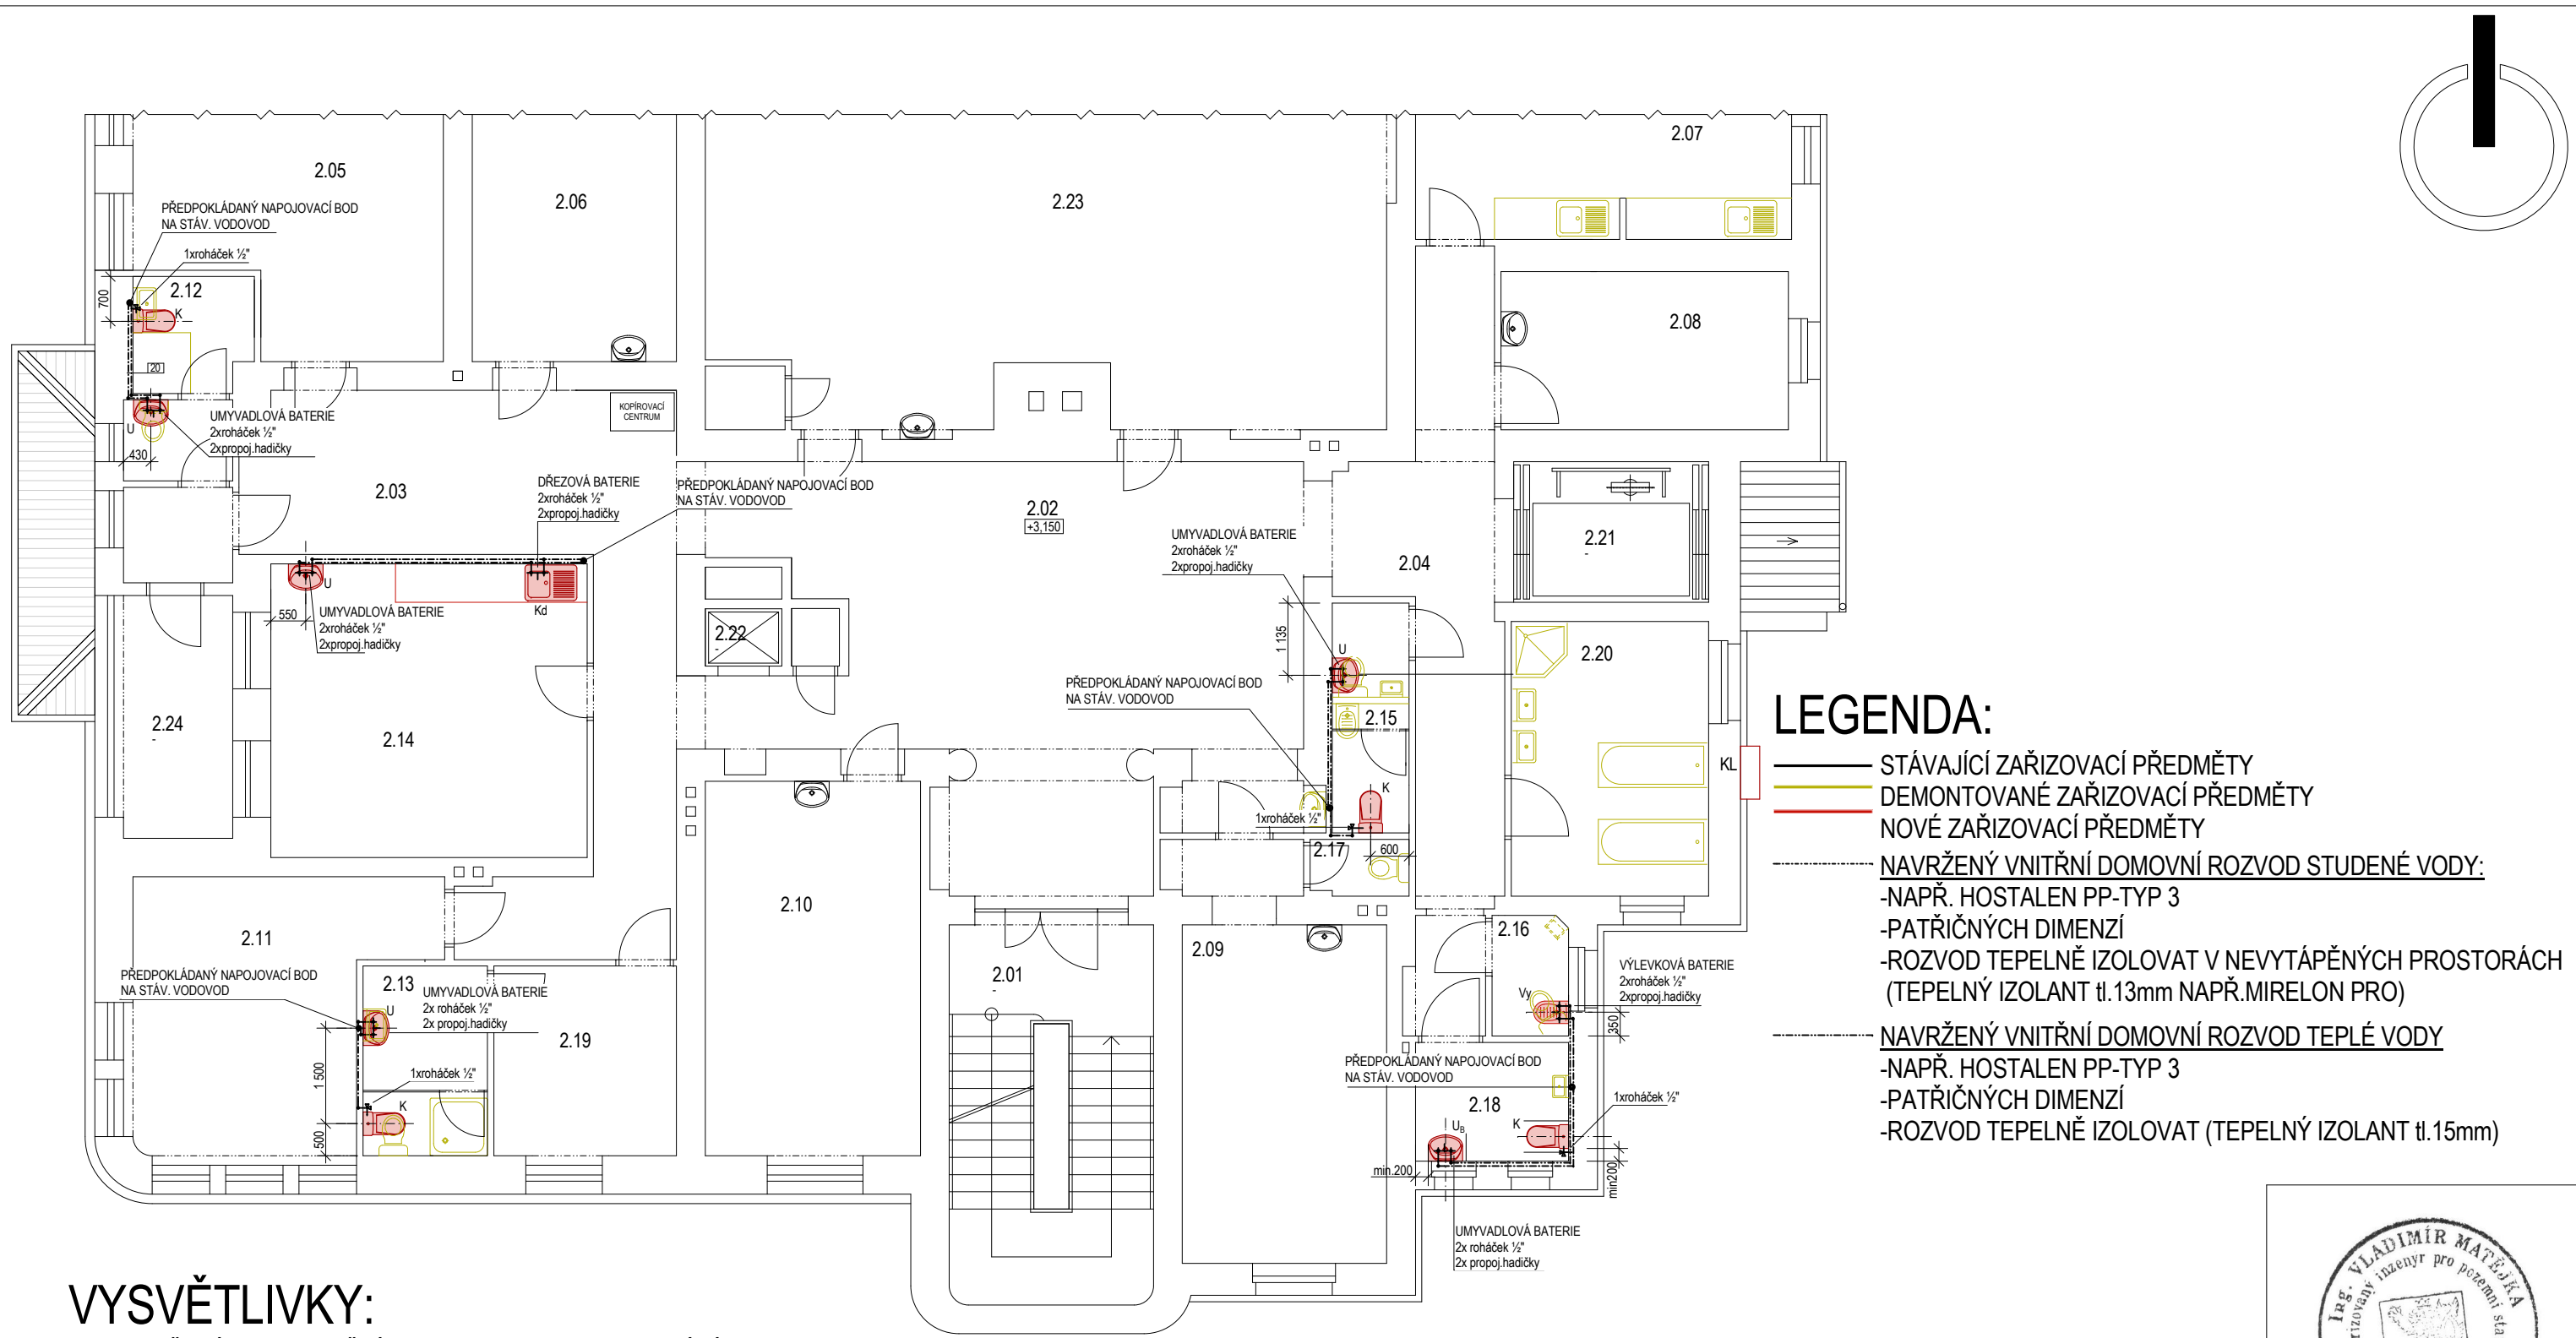 2.05
2.06
2.23
2.07
PŘEDPOKLÁDANÝ NAPOJOVACÍ BOD
NA STÁV. VODOVOD
1xroháček ½"
700
2.12
K
2.08
20
KOPÍROVACÍ
CENTRUM
UMYVADLOVÁ BATERIE
2xroháček ½"
2xpropoj.hadičky
U
430
2.03
DŘEZOVÁ BATERIE
2xroháček ½"
2xpropoj.hadičky
PŘEDPOKLÁDANÝ NAPOJOVACÍ BOD
NA STÁV. VODOVOD
2.02
+3,150
UMYVADLOVÁ BATERIE
2xroháček ½"
2xpropoj.hadičky
2.04
2.21
-
U
Kd
550
UMYVADLOVÁ BATERIE
2xroháček ½"
2xpropoj.hadičky
2.22
-
1 135
U
2.20
PŘEDPOKLÁDANÝ NAPOJOVACÍ BOD
NA STÁV. VODOVOD
2.15
2.24
-
2.14
KL
K
1xroháček ½"
2.17
600
LEGENDA:
STÁVAJÍCÍ ZAŘIZOVACÍ PŘEDMĚTY
DEMONTOVANÉ ZAŘIZOVACÍ PŘEDMĚTY
NOVÉ ZAŘIZOVACÍ PŘEDMĚTY
NAVRŽENÝ VNITŘNÍ DOMOVNÍ ROZVOD STUDENÉ VODY:
-NAPŘ. HOSTALEN PP-TYP 3
-PATŘIČNÝCH DIMENZÍ
-ROZVOD TEPELNĚ IZOLOVAT V NEVYTÁPĚNÝCH PROSTORÁCH
(TEPELNÝ IZOLANT tl.13mm NAPŘ.MIRELON PRO)
NAVRŽENÝ VNITŘNÍ DOMOVNÍ ROZVOD TEPLÉ VODY
-NAPŘ. HOSTALEN PP-TYP 3
-PATŘIČNÝCH DIMENZÍ
-ROZVOD TEPELNĚ IZOLOVAT (TEPELNÝ IZOLANT tl.15mm)
2.10
2.11
2.09
2.16
2.01
-
PŘEDPOKLÁDANÝ NAPOJOVACÍ BOD
NA STÁV. VODOVOD
2.13
UMYVADLOVÁ BATERIE
2x roháček ½"
2x propoj.hadičky
U
2.19
VÝLEVKOVÁ BATERIE
2xroháček ½"
2xpropoj.hadičky
Vy
350
1 500
1xroháček ½"
K
500
PŘEDPOKLÁDANÝ NAPOJOVACÍ BOD
NA STÁV. VODOVOD
2.18
1xroháček ½"
UB
K
min.200
min200
UMYVADLOVÁ BATERIE
2x roháček ½"
2x propoj.hadičky
VYSVĚTLIVKY:
Ing. VLADIMÍR MATĚJKA
inženýr pro pozemní